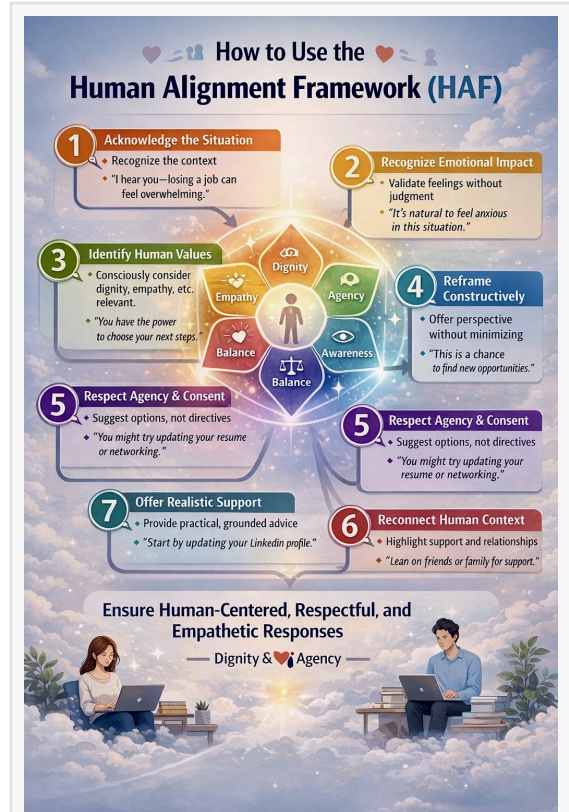 How to Use the
Human Alignment Framework (HAF)
1
Acknowledge the Situation
Recognize the context
"I hear you—losing a job can
feel overwhelming."
2
Recognize Emotional Impact
Validate feelings without
judgment
"It's natural to feel anxious
in this situation."
3
Identify Human Values
Consciously consider
dignity, empathy, etc.
relevant.
"You have the power
to choose your next steps."
Dignity
Empathy
Agency
Balance
Awareness
Balance
4
Reframe
Constructively
Offer perspective
without minimizing
"This is a chance
to find new opportunities."
5
Respect Agency & Consent
Suggest options, not directives
"You might try updating your resume
or networking."
5
Respect Agency & Consent
Suggest options, not directives
"You might try updating your
resume or networking."
7
Offer Realistic Support
Provide practical, grounded advice
"Start by updating your Linkedin profile."
6
Reconnect Human Context
Highlight support and relationships
"Lean on friends or family for support."
Ensure Human-Centered, Respectful, and
Empathetic Responses
Dignity & Agency